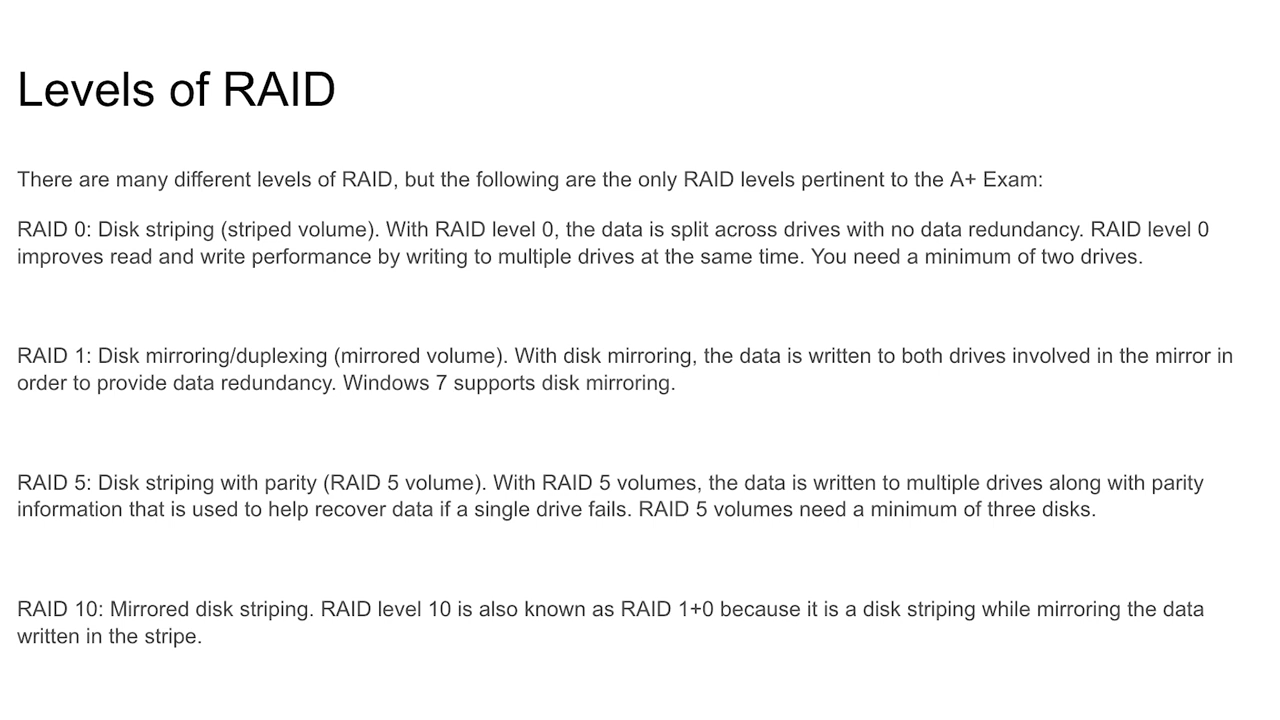 Levels of RAID
There are many different levels of RAID, but the following are the only RAID levels pertinent to the A+ Exam:
RAID 0: Disk striping (striped volume). With RAID level 0, the data is split across drives with no data redundancy. RAID level 0
improves read and write performance by writing to multiple drives at the same time. You need a minimum of two drives.
RAID 1: Disk mirroring/duplexing (mirrored volume). With disk mirroring, the data is written to both drives involved in the mirror in
order to provide data redundancy. Windows 7 supports disk mirroring.
RAID 5: Disk striping with parity (RAID 5 volume). With RAID 5 volumes, the data is written to multiple drives along with parity
information that is used to help recover data if a single drive fails. RAID 5 volumes need a minimum of three disks.
RAID 10: Mirrored disk striping. RAID level 10 is also known as RAID 1+0 because it is a disk striping while mirroring the data
written in the stripe.